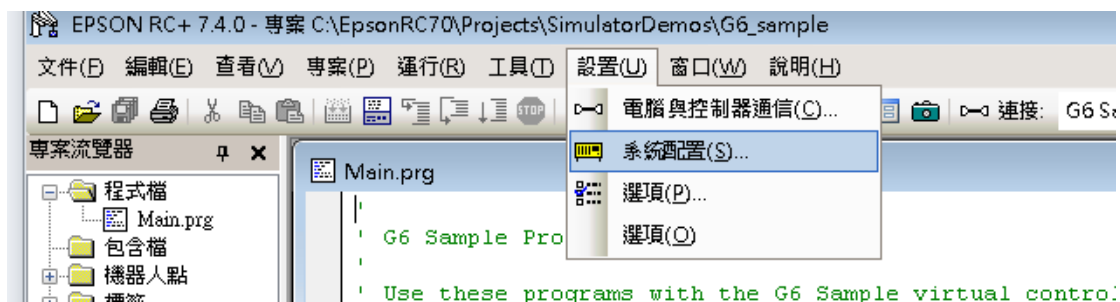 EPSON RC+ 7.4.0 - 專案 C:\EpsonRC70\Projects\SimulatorDemos\G6_sample
文件(F) 編輯(E) 查看(V) 專案(P) 運行(R) 工具(T) 設置(U) 窗口(W) 說明(H)
STOP 電腦與控制器通信(C)... 連接: G6 Sa
專案流覽器
系統配置(S)...
Main.prg
程式檔
選項(P)...
Main.prg
' G6 Sample Pro
選項(O)
包含檔
機器人點
' Use these programs with the G6 Sample virtual contro
標籤